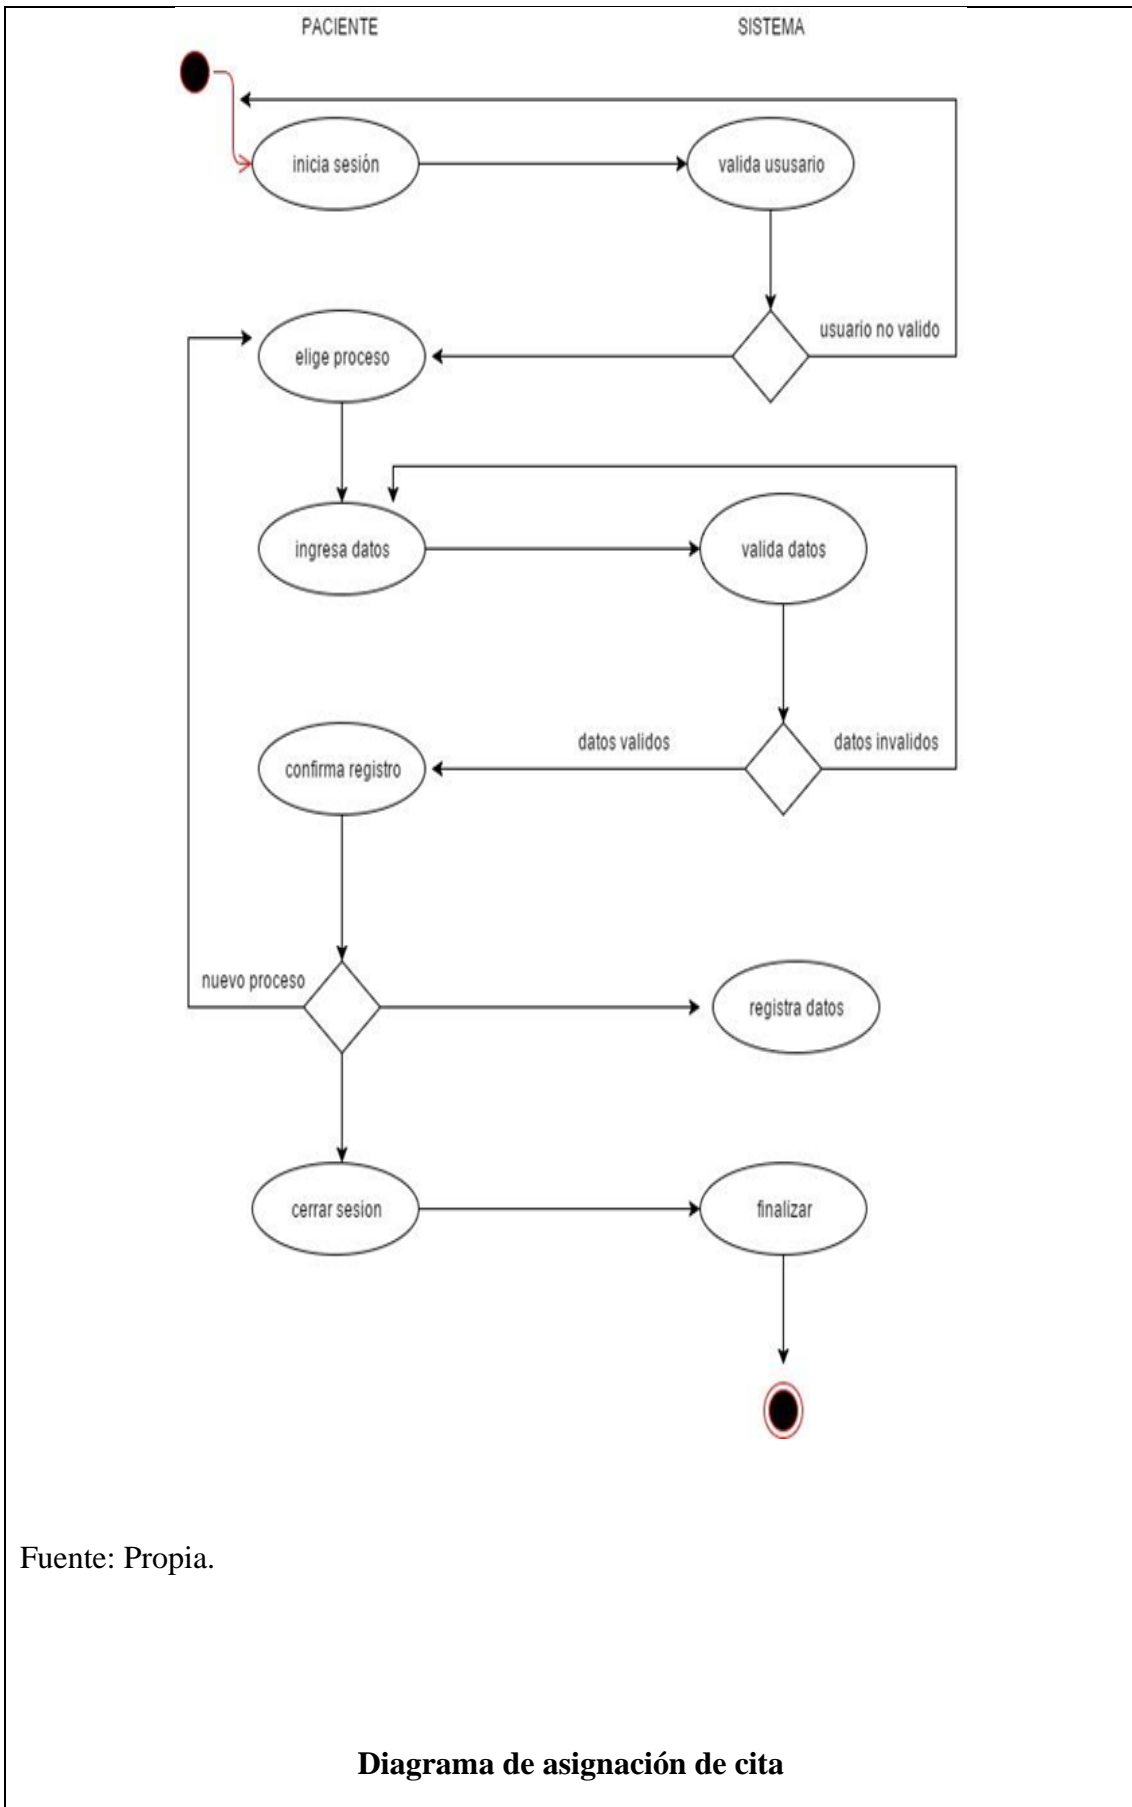 PACIENTE SISTEMA
inicia sesión valida ususario
usuario no valido
elige proceso
ingresa datos valida datos
datos validos datos invalidos
confirma registro
nuevo proceso
registra datos
cerrar sesion finalizar
Fuente: Propia.
Diagrama de asignación de cita